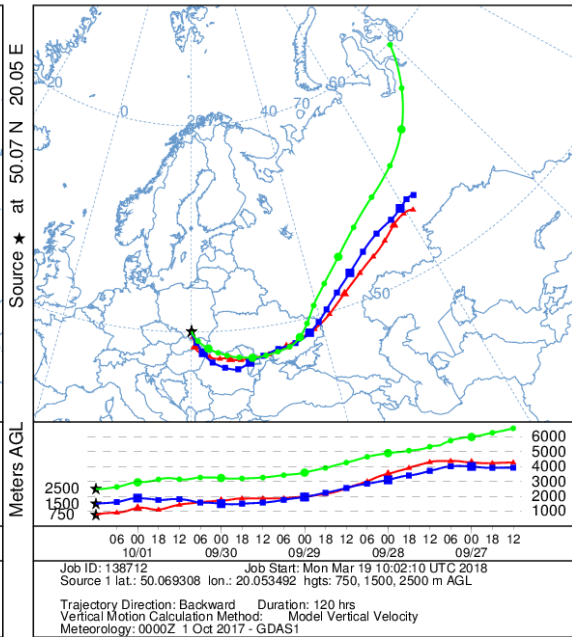 Source ★ at 50.07 N 20.05 E
80
20
0
20
40
60
70
50
Meters AGL
6000
5000
4000
3000
2000
1000
2500
1500
750
06 00 18 12 06 00 18 12 06 00 18 12 06 00 18 12 06 00 18 12
10/01 09/30 09/29 09/28 09/27
Job ID: 138712 Job Start: Mon Mar 19 10:02:10 UTC 2018
Source 1 lat.: 50.069308 lon.: 20.053492 hgts: 750, 1500, 2500 m AGL
Trajectory Direction: Backward Duration: 120 hrs
Vertical Motion Calculation Method: Model Vertical Velocity
Meteorology: 0000Z 1 Oct 2017 - GDAS1